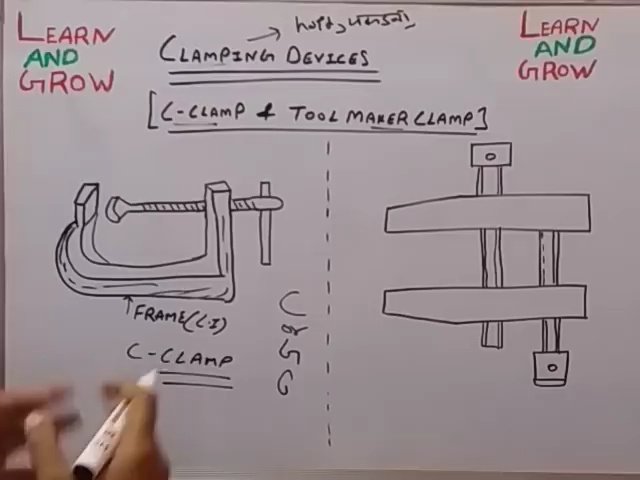 LEARN
AND
GROW
LEARN
AND
GROW
CLAMPING DEVICES
[C-CLAMP & TOOL MAKER CLAMP]
FRAME(C.I)
C-CLAMP
C
or
G
G